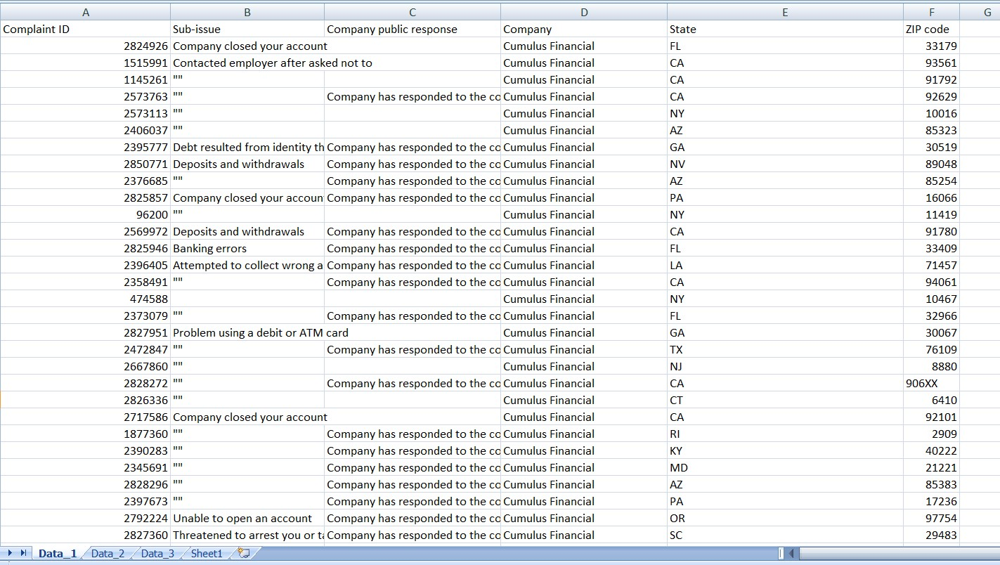 A B C D E F G
Complaint ID Sub-issue Company public response Company State ZIP code
2824926 Company closed your account Cumulus Financial FL 33179
1515991 Contacted employer after asked not to Cumulus Financial CA 93561
1145261 "" Cumulus Financial CA 91792
2573763 "" Company has responded to the co Cumulus Financial CA 92629
2573113 "" Cumulus Financial NY 10016
2406037 "" Cumulus Financial AZ 85323
2395777 Debt resulted from identity th Company has responded to the co Cumulus Financial GA 30519
2850771 Deposits and withdrawals Company has responded to the co Cumulus Financial NV 89048
2376685 "" Company has responded to the co Cumulus Financial AZ 85254
2825857 Company closed your accoun Company has responded to the co Cumulus Financial PA 16066
96200 "" Cumulus Financial NY 11419
2569972 Deposits and withdrawals Company has responded to the co Cumulus Financial CA 91780
2825946 Banking errors Company has responded to the co Cumulus Financial FL 33409
2396405 Attempted to collect wrong a Company has responded to the co Cumulus Financial LA 71457
2358491 "" Company has responded to the co Cumulus Financial CA 94061
474588 Cumulus Financial NY 10467
2373079 "" Company has responded to the co Cumulus Financial FL 32966
2827951 Problem using a debit or ATM card Cumulus Financial GA 30067
2472847 "" Company has responded to the co Cumulus Financial TX 76109
2667860 "" Cumulus Financial NJ 8880
2828272 "" Company has responded to the co Cumulus Financial CA 906XX
2826336 "" Cumulus Financial CT 6410
2717586 Company closed your account Cumulus Financial CA 92101
1877360 "" Company has responded to the co Cumulus Financial RI 2909
2390283 "" Company has responded to the co Cumulus Financial KY 40222
2345691 "" Company has responded to the co Cumulus Financial MD 21221
2828296 "" Company has responded to the co Cumulus Financial AZ 85383
2397673 "" Company has responded to the co Cumulus Financial PA 17236
2792224 Unable to open an account Company has responded to the co Cumulus Financial OR 97754
2827360 Threatened to arrest you or ta Company has responded to the co Cumulus Financial SC 29483
Data_1 Data_2 Data_3 Sheet1